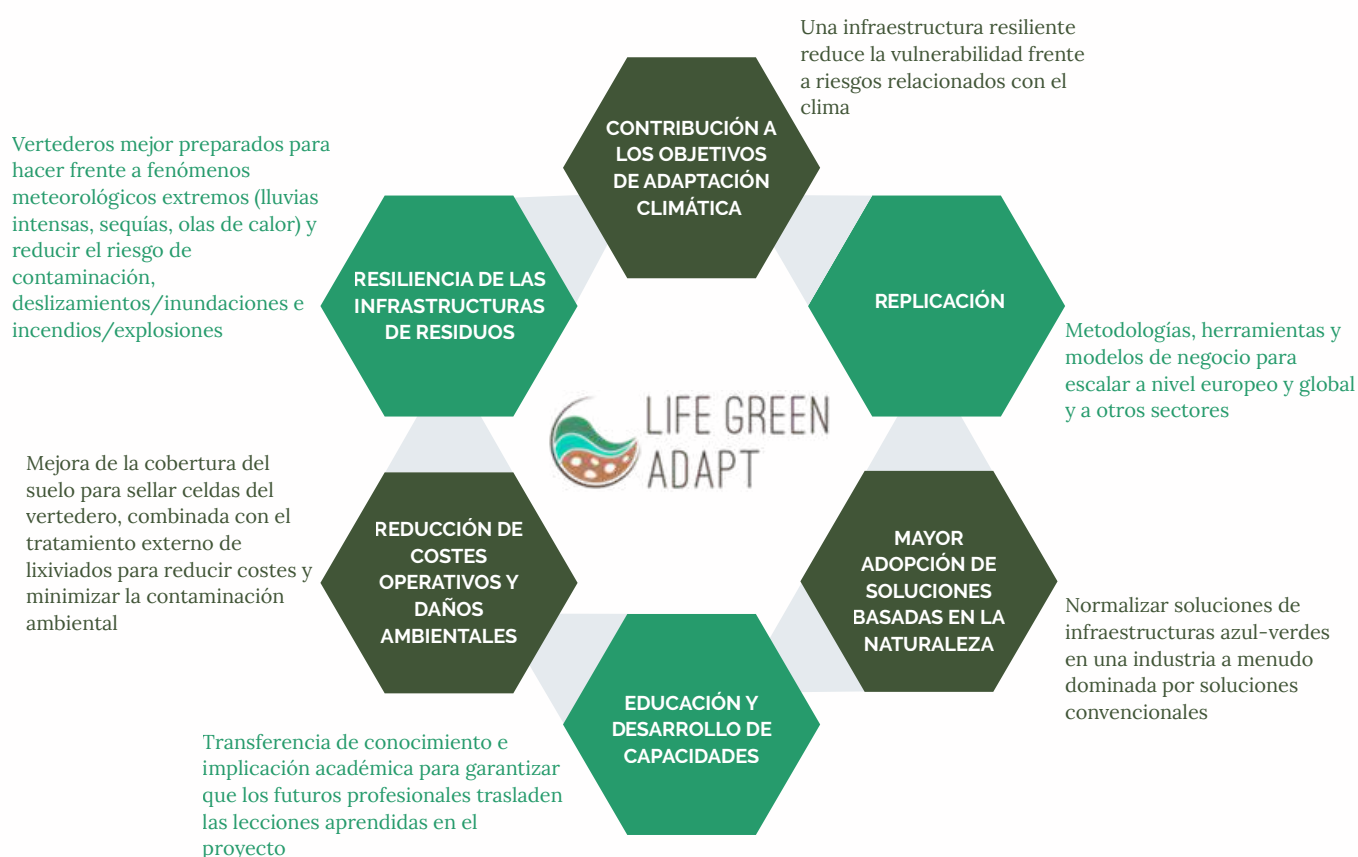 Una infraestructura resiliente
reduce la vulnerabilidad frente
a riesgos relacionados con el
clima
CONTRIBUCIÓN A
LOS OBJETIVOS
DE ADAPTACIÓN
CLIMÁTICA
Vertederos mejor preparados para
hacer frente a fenómenos
meteorológicos extremos (lluvias
intensas, sequías, olas de calor) y
reducir el riesgo de
contaminación,
deslizamientos/inundaciones e
incendios/explosiones
RESILIENCIA DE LAS
INFRASTRUCTURAS
DE RESIDUOS
REPLICACIÓN
Metodologías, herramientas y
modelos de negocio para
escalar a nivel europeo y global
y a otros sectores
LIFE GREEN
ADAPT
Mejora de la cobertura del
suelo para sellar celdas del
vertedero, combinada con el
tratamiento externo de
lixiviados para reducir costes y
minimizar la contaminación
ambiental
REDUCCIÓN DE
COSTES
OPERATIVOS Y
DAÑOS
AMBIENTALES
MAYOR
ADOPCIÓN DE
SOLUCIONES
BASADAS EN LA
NATURALEZA
Normalizar soluciones de
infraestructuras azul-verdes
en una industria a menudo
dominada por soluciones
convencionales
EDUCACIÓN Y
DESARROLLO DE
CAPACIDADES
Transferencia de conocimiento e
implicación académica para garantizar
que los futuros profesionales trasladen
las lecciones aprendidas en el
proyecto